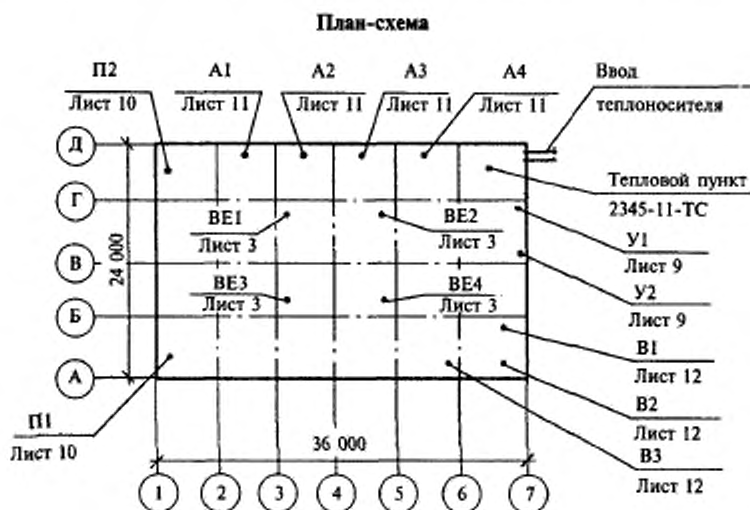 План-схема
П2
Лист 10
А1
Лист 11
А2
Лист 11
А3
Лист 11
А4
Лист 11
Ввод
теплоносителя
Д
Г
В
Б
А
24 000
ВЕ1
Лист 3
ВЕ2
Лист 3
ВЕ3
Лист 3
ВЕ4
Лист 3
Тепловой пункт
2345-11-ТС
У1
Лист 9
У2
Лист 9
В1
Лист 12
В2
Лист 12
В3
Лист 12
П1
Лист 10
36 000
1
2
3
4
5
6
7